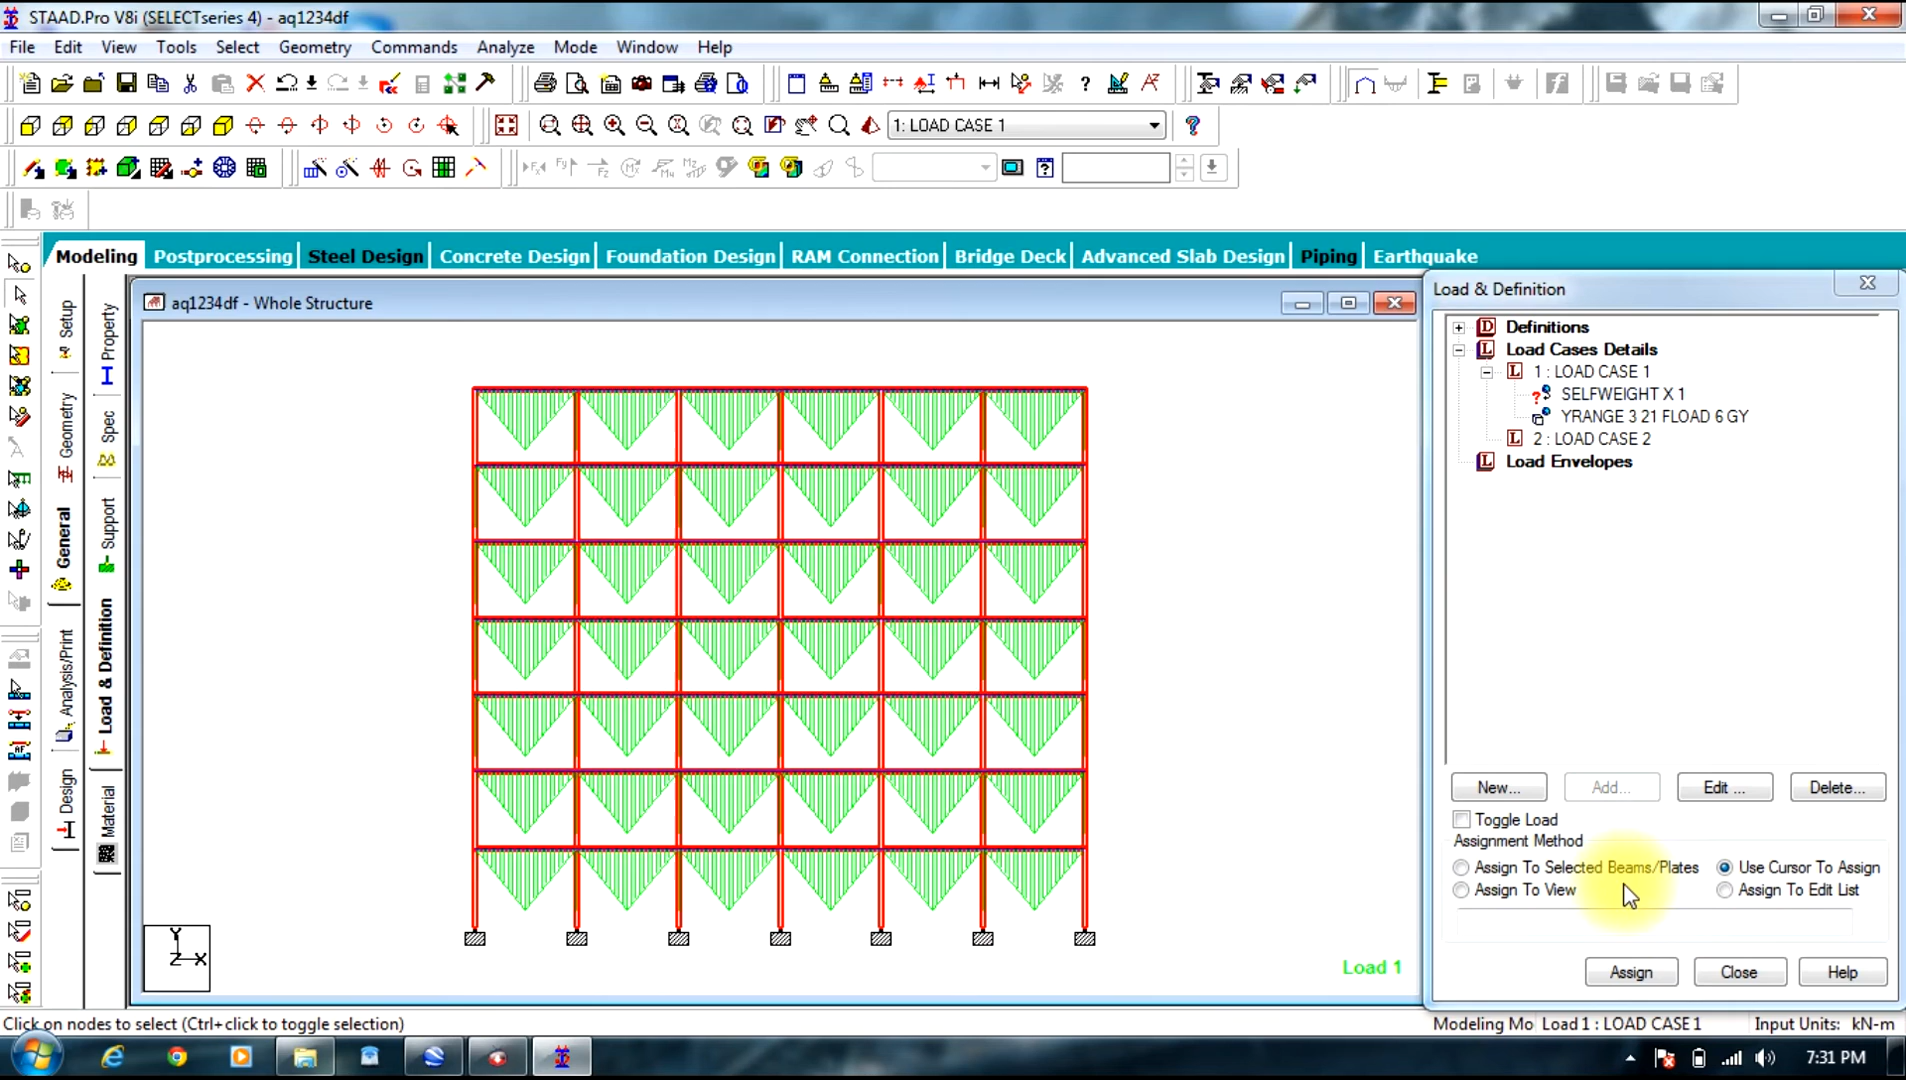 STAAD.Pro V8i (SELECTseries 4) - aq1234df
File Edit View Tools Select Geometry Commands Analyze Mode Window Help
1: LOAD CASE 1
Modeling Postprocessing Steel Design Concrete Design Foundation Design RAM Connection Bridge Deck Advanced Slab Design Piping Earthquake
Setup
Geometry
General
Analysis/Print
Design
Property
Spec
Support
Load & Definition
Material
aq1234df - Whole Structure
Y
Z X
Load 1
Load & Definition
Definitions
Load Cases Details
1 : LOAD CASE 1
SELFWEIGHT X 1
YRANGE 3 21 FLOAD 6 GY
2 : LOAD CASE 2
Load Envelopes
New... Add... Edit ... Delete...
Toggle Load
Assignment Method
Assign To Selected Beams/Plates Use Cursor To Assign
Assign To View Assign To Edit List
Assign Close Help
Click on nodes to select (Ctrl+click to toggle selection) Modeling Mo Load 1 : LOAD CASE 1 Input Units: kN-m
7:31 PM